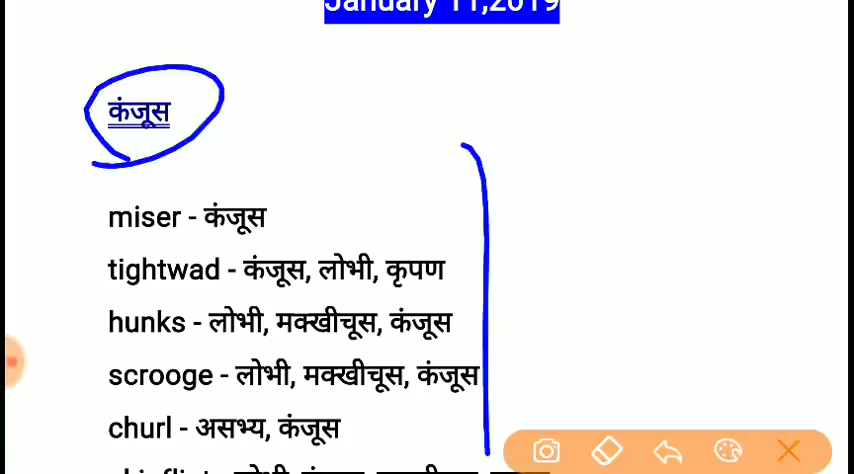 January 11,2019
कंजूस
miser - कंजूस
tightwad - कंजूस, लोभी, कृपण
hunks - लोभी, मक्खीचूस, कंजूस
scrooge - लोभी, मक्खीचूस, कंजूस
churl - असभ्य, कंजूस